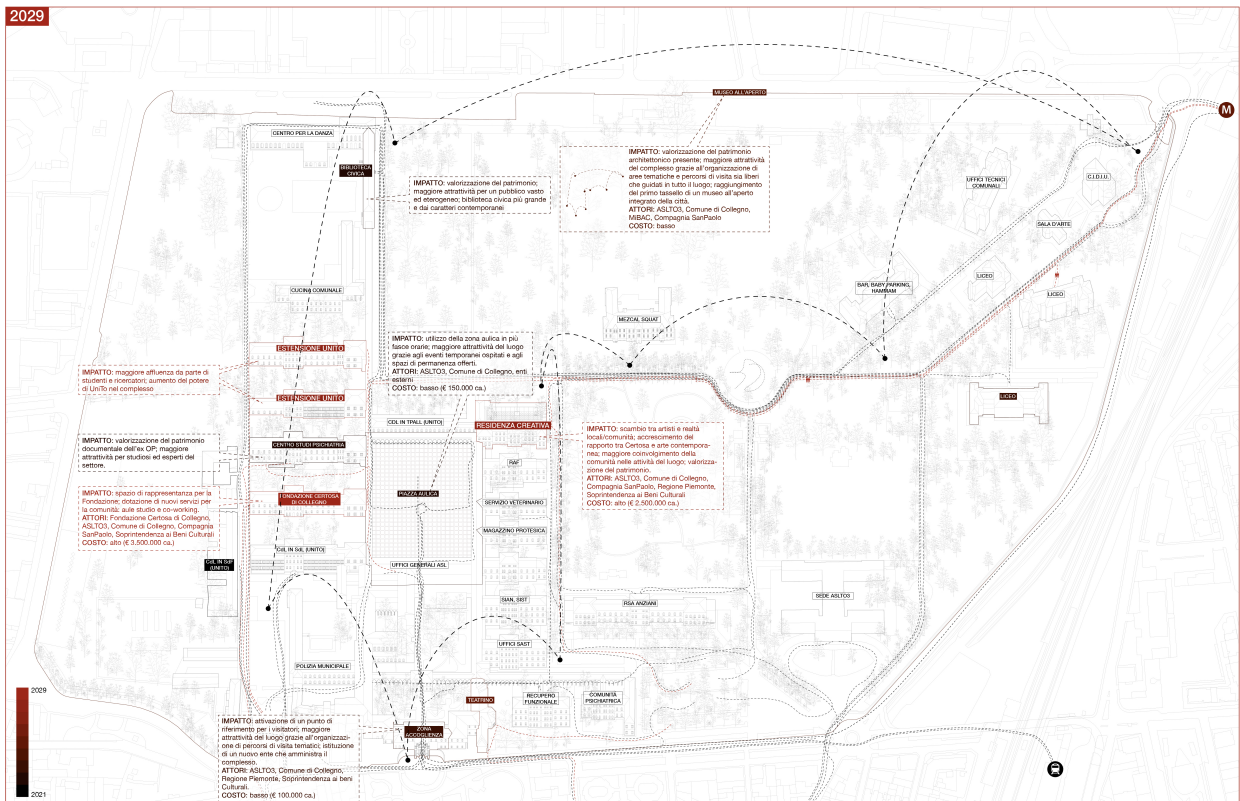 2029
MUSEO ALL'APERTO
M
CENTRO PER LA DANZA
BIBLIOTECA
CIVICA
IMPATTO: valorizzazione del patrimonio;
maggiore attrattività per un pubblico vasto
ed eterogeneo; biblioteca civica più grande
e dai caratteri contemporanei
IMPATTO: valorizzazione del patrimonio
architettonico presente; maggiore attrattività
del complesso grazie all'organizzazione di
aree tematiche e percorsi di visita sia liberi
che guidati in tutto il luogo; raggiungimento
del primo tassello di un museo all'aperto
integrato della città.
ATTORI: ASLTO3, Comune di Collegno,
MiBAC, Compagnia SanPaolo
COSTO: basso
UFFICI TECNICI
COMUNALI
C.I.D.I.U.
SALA D'ARTE
LICEO
LICEO
BAR, BABY PARKING,
HAMMAM
CUCINA COMUNALE
MEZCAL SQUAT
ESTENSIONE UNITO
IMPATTO: utilizzo della zona aulica in più
fasce orarie; maggiore attrattività del luogo
grazie agli eventi temporanei ospitati e agli
spazi di permanenza offerti.
ATTORI: ASLTO3, Comune di Collegno, enti
esterni
COSTO: basso (€ 150.000 ca.)
IMPATTO: maggiore affluenza da parte di
studenti e ricercatori; aumento del potere
di UniTo nel complesso
ESTENSIONE UNITO
LICEO
CDL IN TPALL (UNITO)
RESIDENZA CREATIVA
IMPATTO: scambio tra artisti e realtà
locali/comunità; accrescimento del
rapporto tra Certosa e arte contempora-
nea; maggiore coinvolgimento della
comunità nelle attività del luogo; valorizza-
zione del patrimonio.
ATTORI: ASLTO3, Comune di Collegno,
Compagnia SanPaolo, Regione Piemonte,
Soprintendenza ai Beni Culturali
COSTO: alto (€ 2.500.000 ca.)
IMPATTO: valorizzazione del patrimonio
documentale dell'ex OP; maggiore
attrattività per studiosi ed esperti del
settore.
CENTRO STUDI PSICHIATRIA
RAF
IMPATTO: spazio di rappresentanza per la
Fondazione; dotazione di nuovi servizi per
la comunità: aule studio e co-working.
ATTORI: Fondazione Certosa di Collegno,
ASLTO3, Comune di Collegno, Compagnia
SanPaolo, Soprintendenza ai Beni Culturali
COSTO: alto (€ 3.500.000 ca.)
FONDAZIONE CERTOSA
DI COLLEGNO
PIAZZA AULICA
SERVIZIO VETERINARIO
MAGAZZINO PROTESICA
CdL IN SdL (UNITO)
CdL IN SdF
(UNITO)
UFFICI GENERALI ASL
SIAN, SIST
RSA ANZIANI
SEDE ASLTO3
UFFICI SAST
POLIZIA MUNICIPALE
TEATRINO
RECUPERO
FUNZIONALE
COMUNITÀ
PSICHIATRICA
2029
IMPATTO: attivazione di un punto di
riferimento per i visitatori; maggiore
attrattività del luogo grazie all'organizzazi-
one di percorsi di visita tematici; istituzione
di un nuovo ente che amministra il
complesso.
ATTORI: ASLTO3, Comune di Collegno,
Regione Piemonte, Soprintendenza ai beni
Culturali.
COSTO: basso (€ 100.000 ca.)
ZONA
ACCOGLIENZA
2021